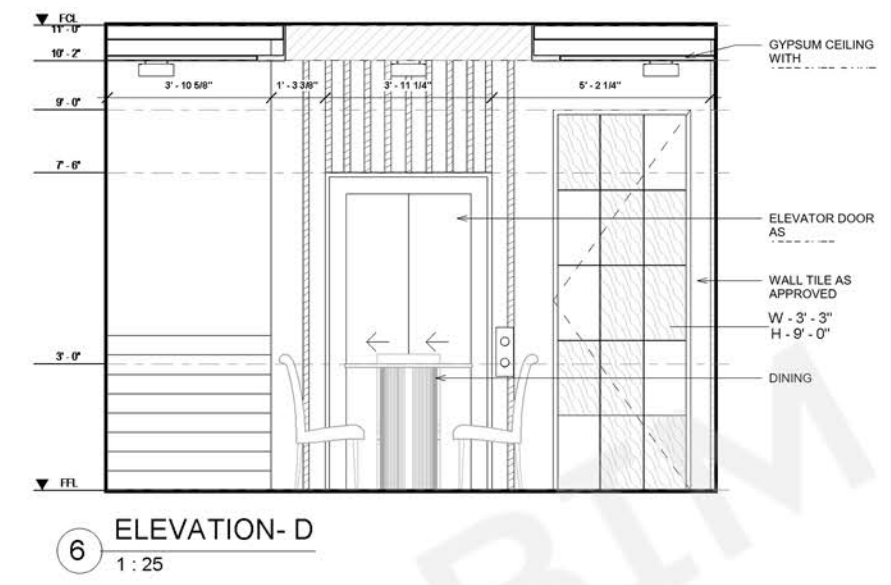 FCL
11' - 0"
10' - 2"
GYPSUM CEILING
WITH
3' - 10 5/8"
1' - 3 3/8"
3' - 11 1/4"
5' - 2 1/4"
9' - 0"
7' - 6"
ELEVATOR DOOR
AS
WALL TILE AS
APPROVED
W - 3' - 3"
H - 9' - 0"
3' - 0"
DINING
FFL
BIM
6
ELEVATION- D
1 : 25